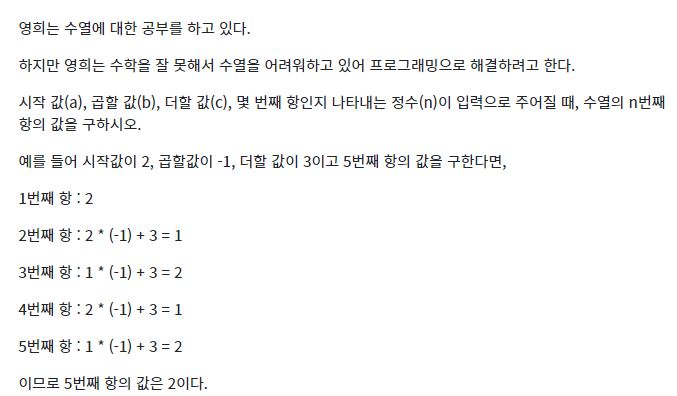 영희는 수열에 대한 공부를 하고 있다.
하지만 영희는 수학을 잘 못해서 수열을 어려워하고 있어 프로그래밍으로 해결하려고 한다.
시작 값(a), 곱할 값(b), 더할 값(c), 몇 번째 항인지 나타내는 정수(n)이 입력으로 주어질 때, 수열의 n번째
항의 값을 구하시오.
예를 들어 시작값이 2, 곱할값이 -1, 더할 값이 3이고 5번째 항의 값을 구한다면,
1번째 항 : 2
2번째 항 : 2 * (-1) + 3 = 1
3번째 항 : 1 * (-1) + 3 = 2
4번째 항 : 2 * (-1) + 3 = 1
5번째 항 : 1 * (-1) + 3 = 2
이므로 5번째 항의 값은 2이다.